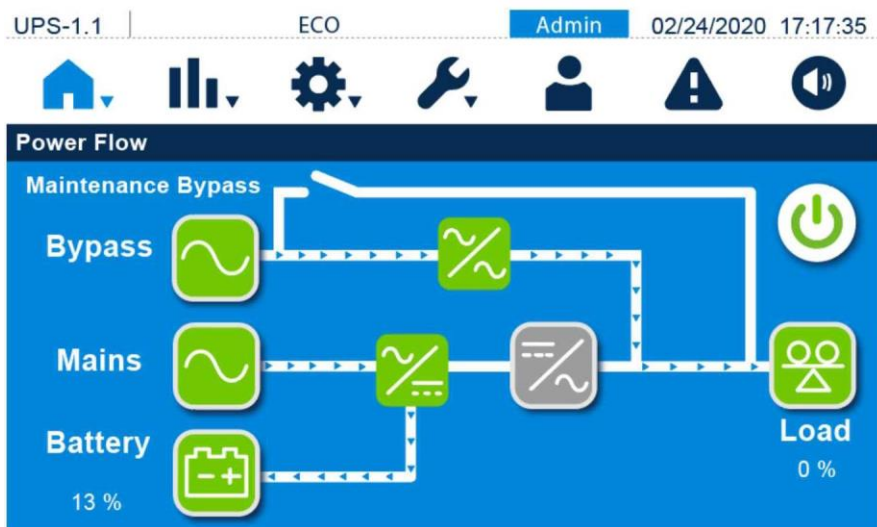 UPS-1.1 ECO Admin 02/24/2020 17:17:35
Power Flow
Maintenance Bypass
Bypass
Mains
Battery
13 %
Load
0 %